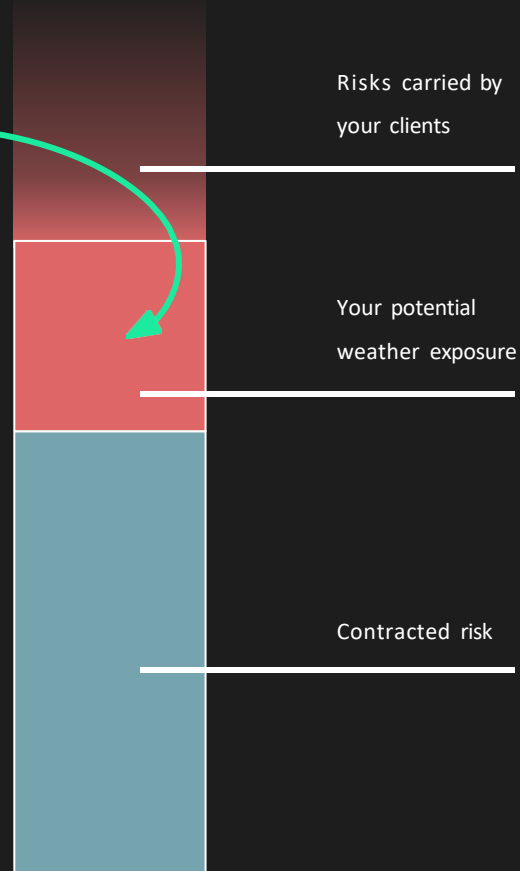 Risks carried by
your clients
Your potential
weather exposure
Contracted risk